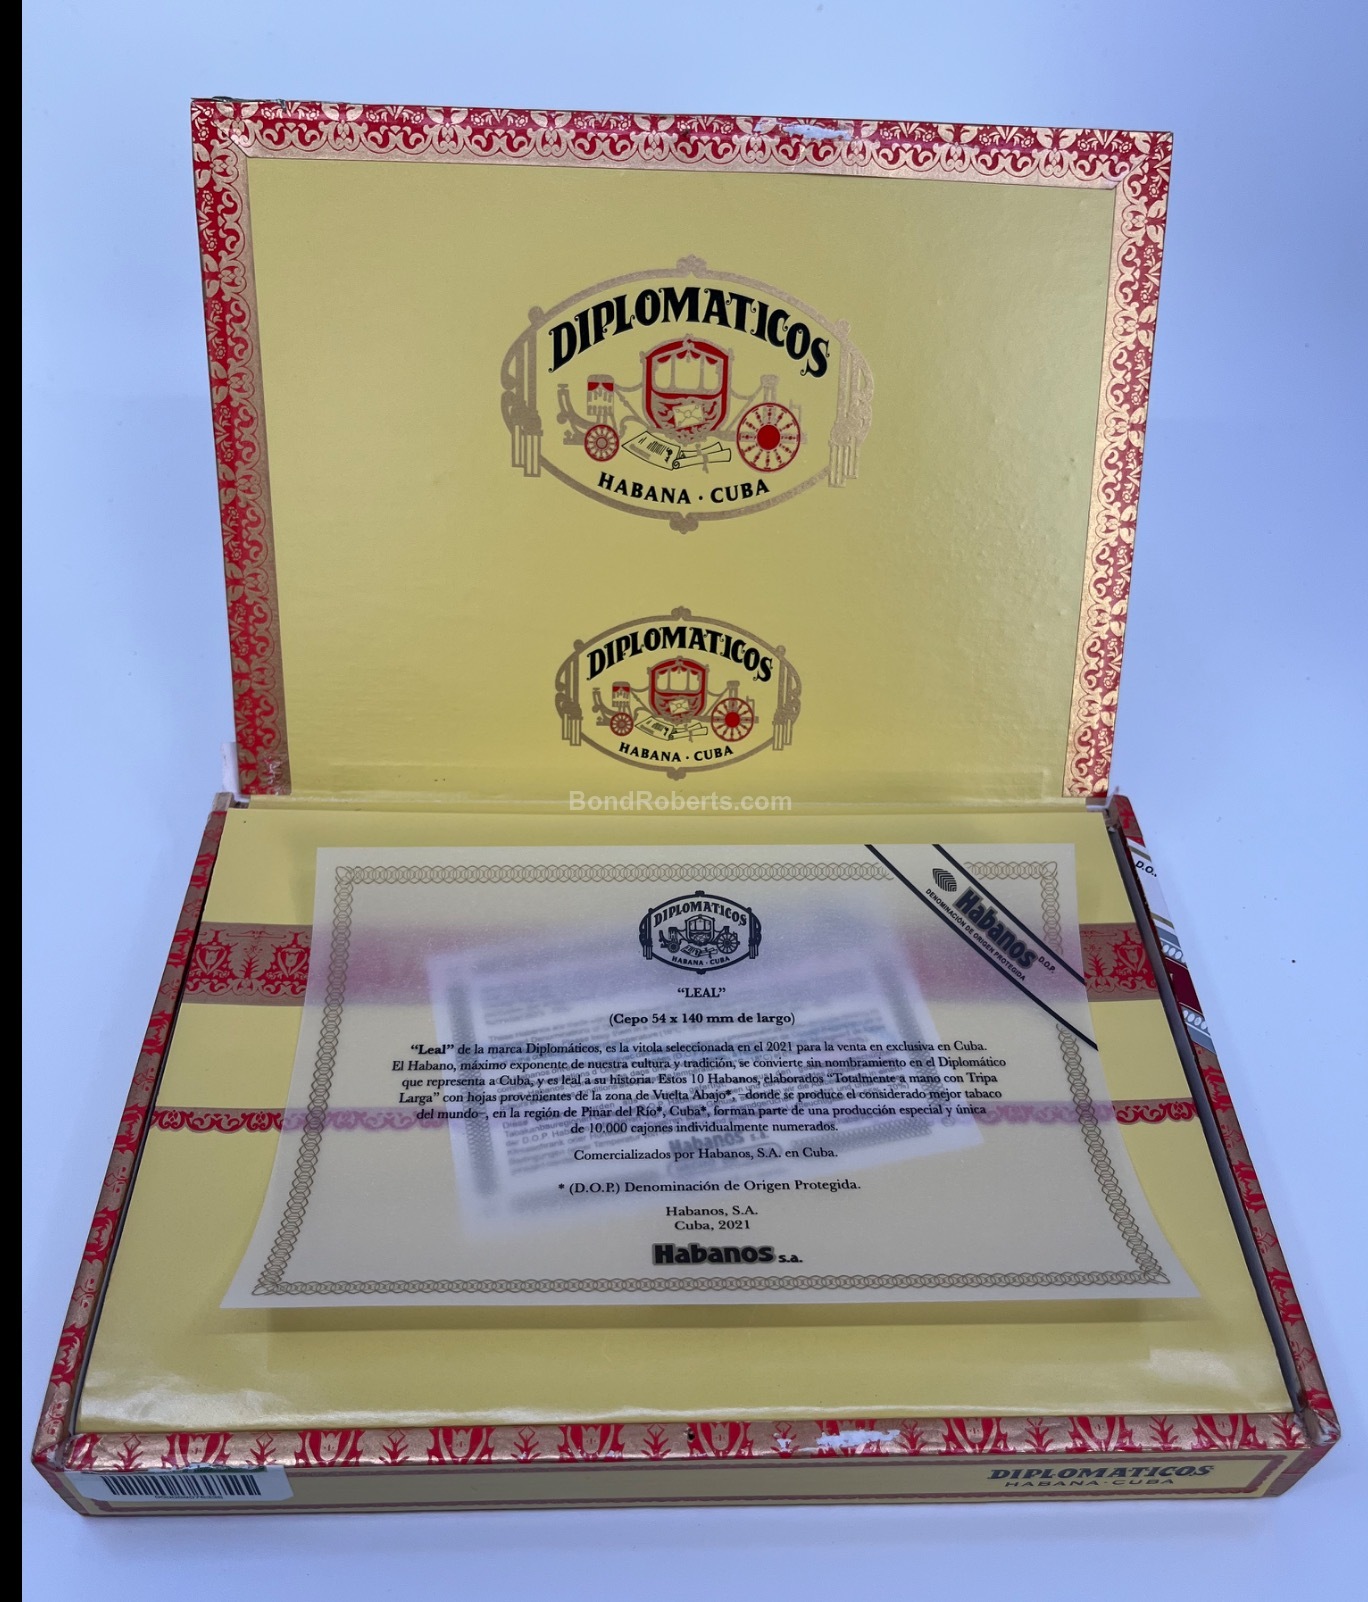 DIPLOMATICOS
HABANA · CUBA
DIPLOMATICOS
HABANA · CUBA
BondRoberts.com
D.O.
Habanos D.O.P.
DENOMINACIÓN DE ORIGEN PROTEGIDA
DIPLOMATICOS
HABANA · CUBA
“LEAL”
(Cepo 54 x 140 mm de largo)
“Leal” de la marca Diplomáticos, es la vitola seleccionada en el 2021 para la venta en exclusiva en Cuba.
El Habano, máximo exponente de nuestra cultura y tradición, se convierte sin nombramiento en el Diplomático
que representa a Cuba, y es leal a su historia. Estos 10 Habanos, elaborados “Totalmente a mano con Tripa
Larga” con hojas provenientes de la zona de Vuelta Abajo*, –donde se produce el considerado mejor tabaco
del mundo–, en la región de Pinar del Río*, Cuba*, forman parte de una producción especial y única
de 10.000 cajones individualmente numerados.
Comercializados por Habanos, S.A. en Cuba.
* (D.O.P.) Denominación de Origen Protegida.
Habanos, S.A.
Cuba, 2021
Habanos s.a.
DIPLOMATICOS
HABANA · CUBA